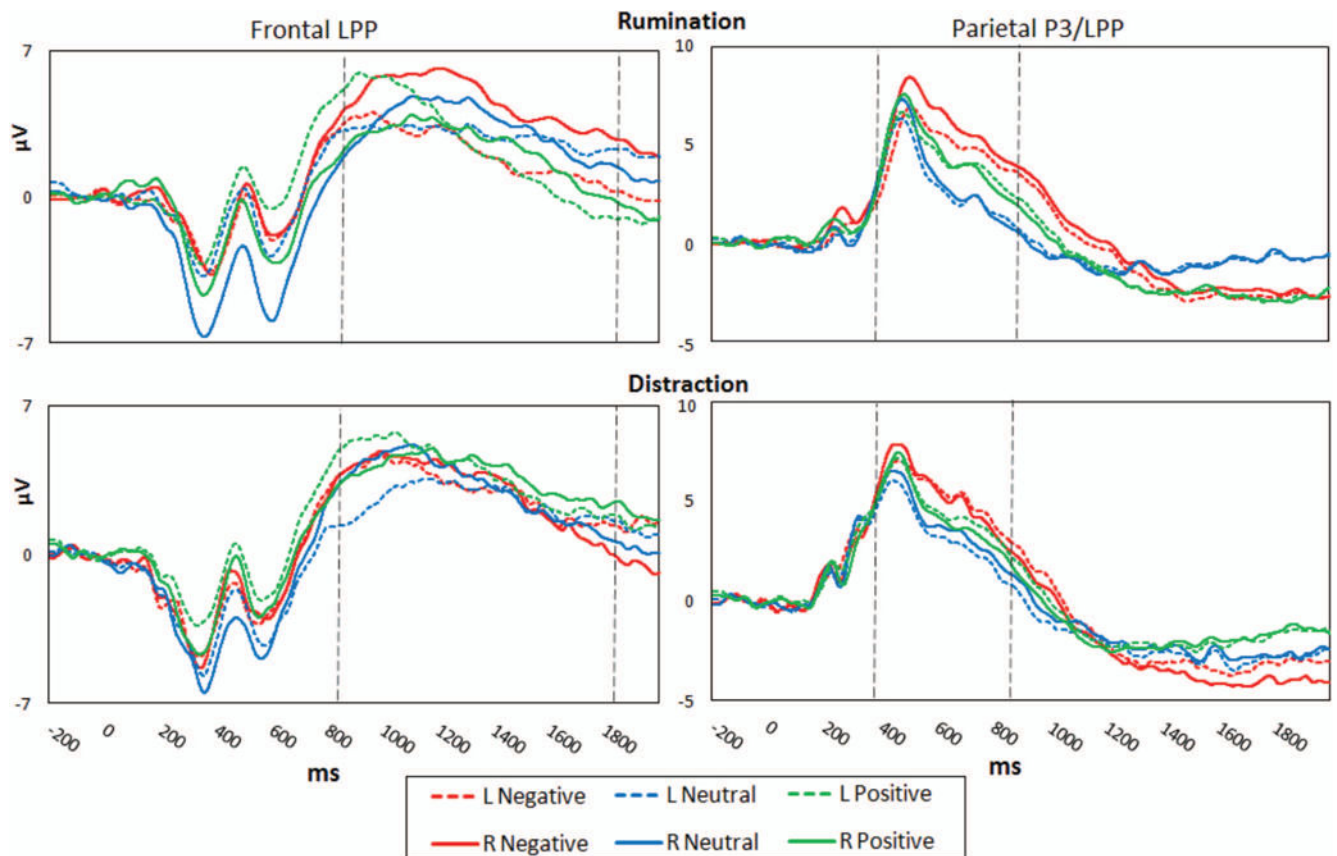 Rumination
Frontal LPP
Parietal P3/LPP
7
0
-7
µV
10
5
0
-5
Distraction
7
0
-7
µV
10
5
0
-5
-200 0 200 400 600 800 1000 1200 1400 1600 1800
-200 0 200 400 600 800 1000 1200 1400 1600 1800
ms
ms
L Negative L Neutral L Positive
R Negative R Neutral R Positive